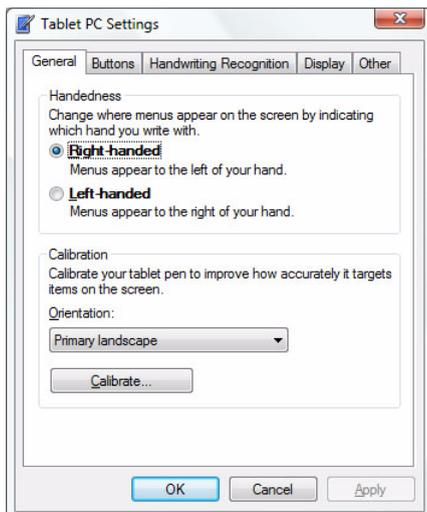 Tablet PC Settings
General Buttons Handwriting Recognition Display Other
Handedness
Change where menus appear on the screen by indicating
which hand you write with.
Right-handed
Menus appear to the left of your hand.
Left-handed
Menus appear to the right of your hand.
Calibration
Calibrate your tablet pen to improve how accurately it targets
items on the screen.
Orientation:
Primary landscape
Calibrate...
OK Cancel Apply